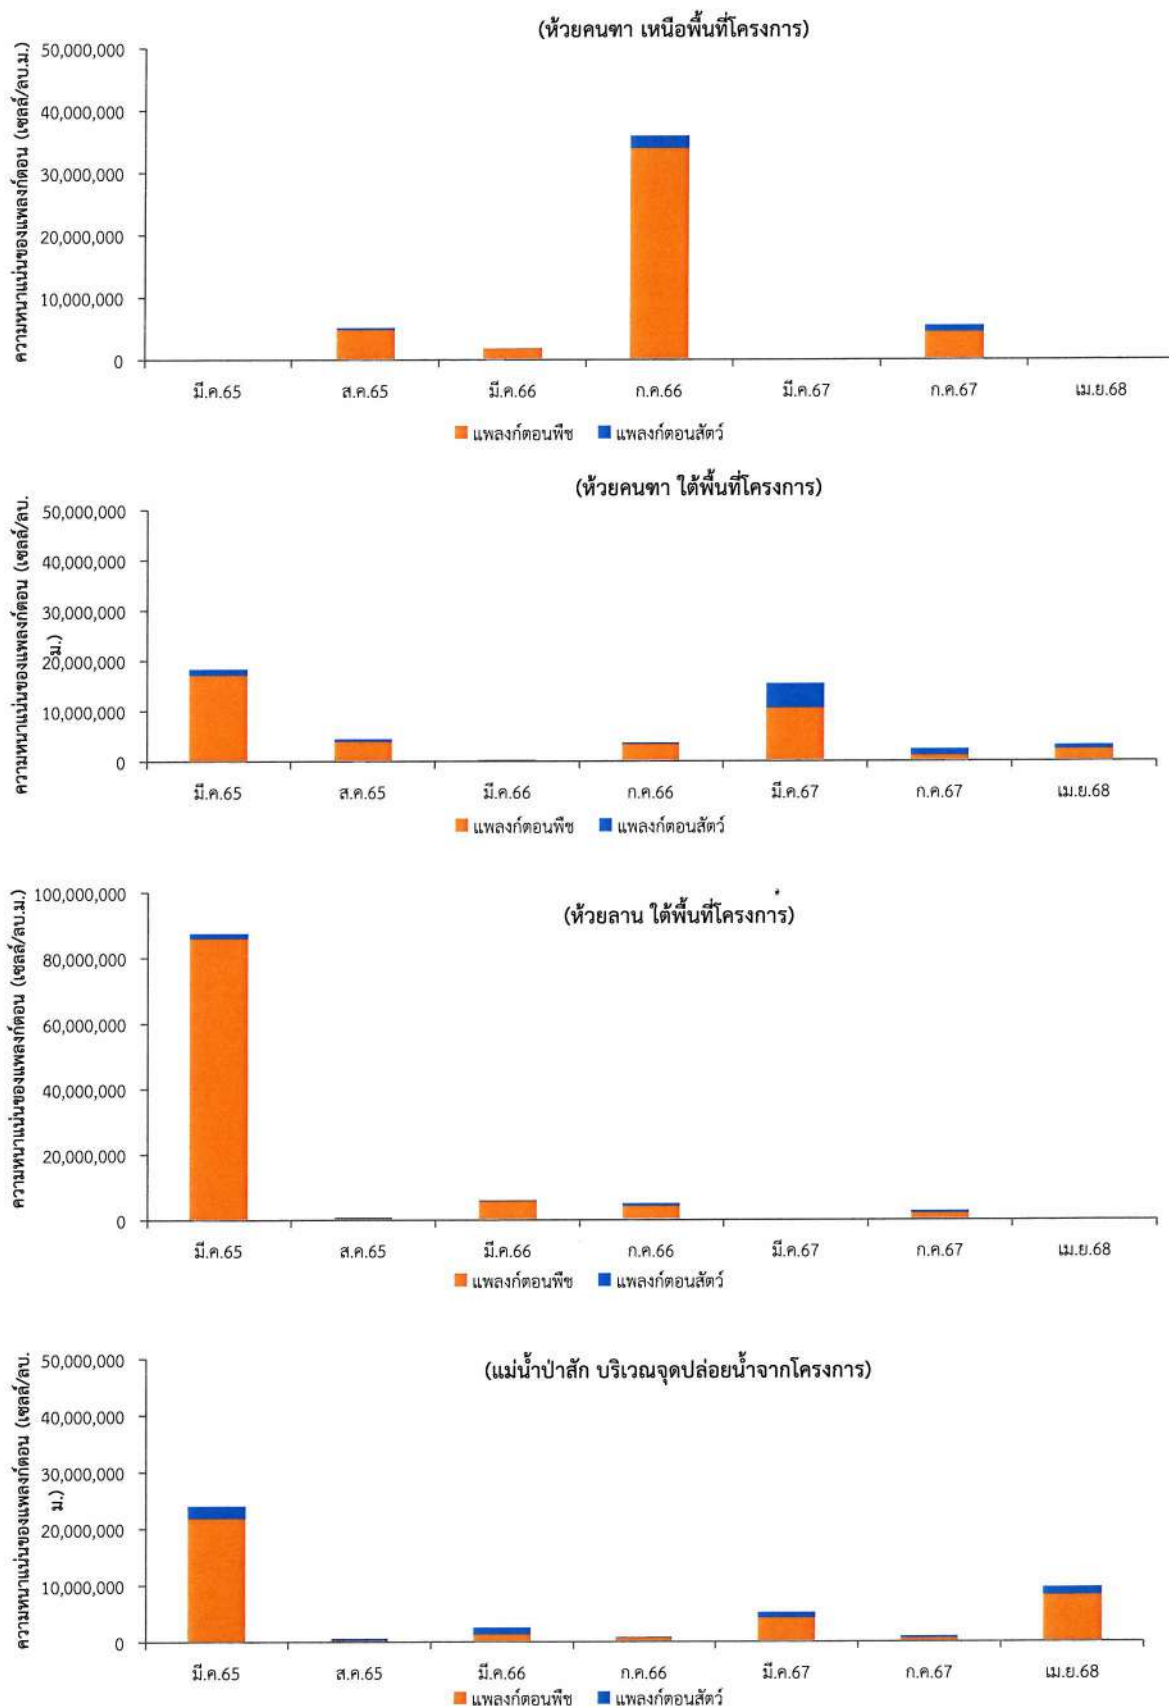 (ห้วยคนฑา เหนือพื้นที่โครงการ)
ความหนาแน่นของแพลงก์ตอน (เซลล์/ลบ.ม.)
50,000,000
40,000,000
30,000,000
20,000,000
10,000,000
0
มี.ค.65 ส.ค.65 มี.ค.66 ก.ค.66 มี.ค.67 ก.ค.67 เม.ย.68
แพลงก์ตอนพืช แพลงก์ตอนสัตว์
(ห้วยคนฑา ใต้พื้นที่โครงการ)
ความหนาแน่นของแพลงก์ตอน (เซลล์/ลบ.
ม.)
50,000,000
40,000,000
30,000,000
20,000,000
10,000,000
0
มี.ค.65 ส.ค.65 มี.ค.66 ก.ค.66 มี.ค.67 ก.ค.67 เม.ย.68
แพลงก์ตอนพืช แพลงก์ตอนสัตว์
(ห้วยลาน ใต้พื้นที่โครงการ)
ความหนาแน่นของแพลงก์ตอน (เซลล์/ลบ.ม.)
100,000,000
80,000,000
60,000,000
40,000,000
20,000,000
0
มี.ค.65 ส.ค.65 มี.ค.66 ก.ค.66 มี.ค.67 ก.ค.67 เม.ย.68
แพลงก์ตอนพืช แพลงก์ตอนสัตว์
(แม่น้ำป่าสัก บริเวณจุดปล่อยน้ำจากโครงการ)
ความหนาแน่นของแพลงก์ตอน (เซลล์/ลบ.
ม.)
50,000,000
40,000,000
30,000,000
20,000,000
10,000,000
0
มี.ค.65 ส.ค.65 มี.ค.66 ก.ค.66 มี.ค.67 ก.ค.67 เม.ย.68
แพลงก์ตอนพืช แพลงก์ตอนสัตว์